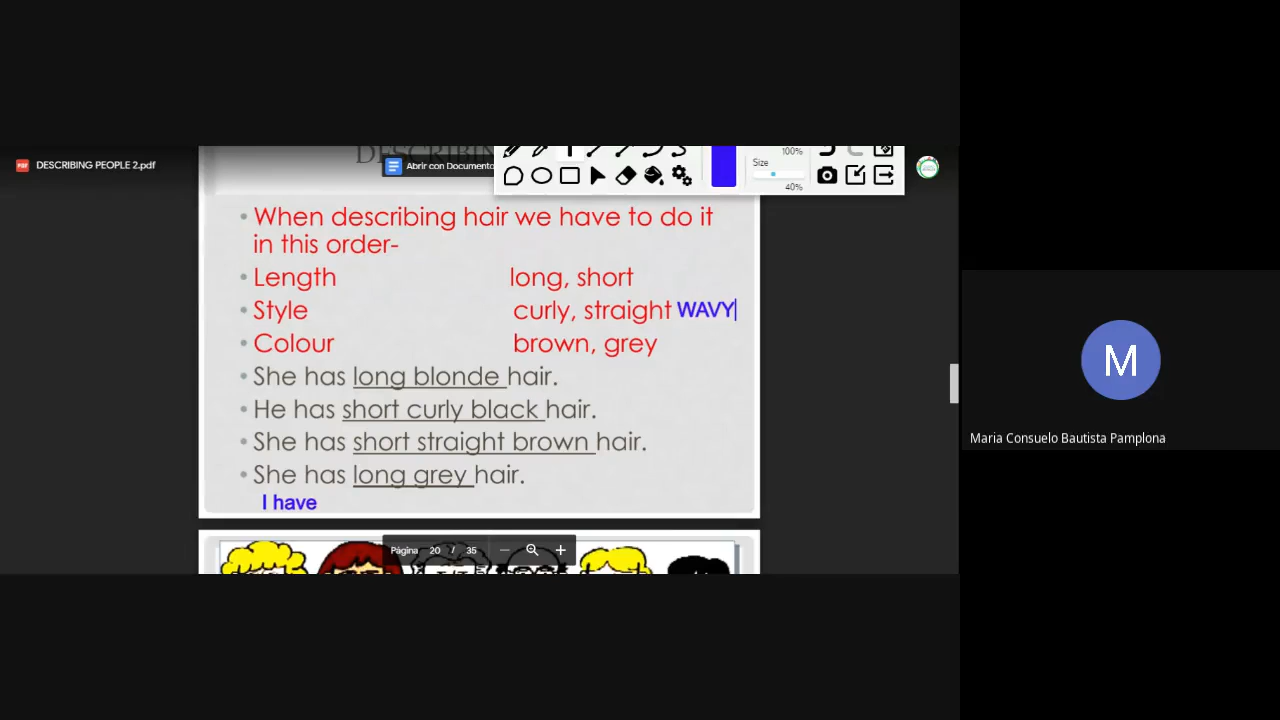 DESCRIBIN
PDF DESCRIBING PEOPLE 2.pdf
Abrir con Documento
100%
Size
40%
• When describing hair we have to do it
in this order-
• Length long, short
• Style curly, straight WAVY
• Colour brown, grey
• She has long blonde hair.
• He has short curly black hair.
• She has short straight brown hair.
• She has long grey hair.
I have
Página 20 / 35
M
Maria Consuelo Bautista Pamplona